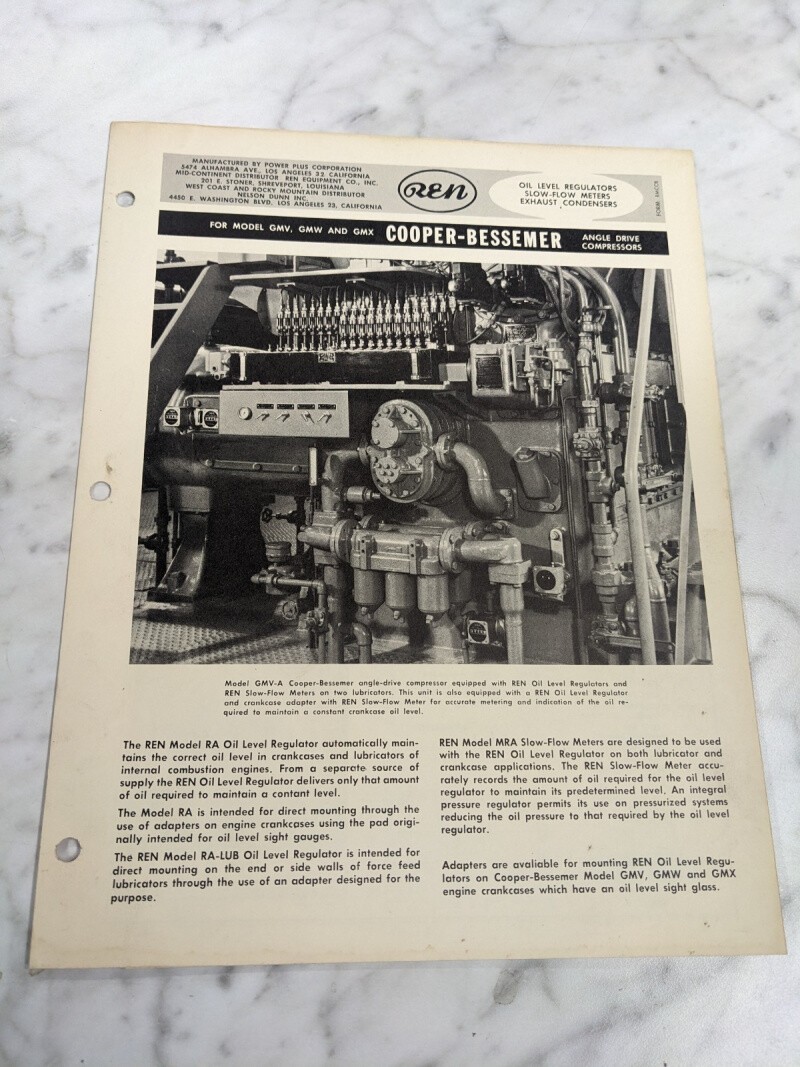 MANUFACTURED BY POWER PLUS CORPORATION
5474 ALHAMBRA AVE., LOS ANGELES 32, CALIFORNIA
MID-CONTINENT DISTRIBUTOR REN EQUIPMENT CO., INC.
201 E. STONER, SHREVEPORT, LOUISIANA
WEST COAST AND ROCKY MOUNTAIN DISTRIBUTOR
NELSON DUNN INC.
4450 E. WASHINGTON BLVD. LOS ANGELES 23, CALIFORNIA
REN
OIL LEVEL REGULATORS
SLOW-FLOW METERS
EXHAUST CONDENSERS
FOR MODEL GMV, GMW AND GMX
COOPER-BESSEMER
ANGLE DRIVE
COMPRESSORS
Model GMV-A Cooper-Bessemer angle-drive compressor equipped with REN Oil Level Regulators and
REN Slow-Flow Meters on two lubricators. This unit is also equipped with a REN Oil Level Regulator
and crankcase adapter with REN Slow-Flow Meter for accurate metering and indication of the oil re-
quired to maintain a constant crankcase oil level.
The REN Model RA Oil Level Regulator automatically main-
tains the correct oil level in crankcases and lubricators of
internal combustion engines. From a separate source of
supply the REN Oil Level Regulator delivers only that amount
of oil required to maintain a contant level.
The Model RA is intended for direct mounting through the
use of adapters on engine crankcases using the pad origi-
nally intended for oil level sight gauges.
The REN Model RA-LUB Oil Level Regulator is intended for
direct mounting on the end or side walls of force feed
lubricators through the use of an adapter designed for the
purpose.
REN Model MRA Slow-Flow Meters are designed to be used
with the REN Oil Level Regulator on both lubricator and
crankcase applications. The REN Slow-Flow Meter accu-
rately records the amount of oil required for the oil level
regulator to maintain its predetermined level. An integral
pressure regulator permits its use on pressurized systems
reducing the oil pressure to that required by the oil level
regulator.
Adapters are avaliable for mounting REN Oil Level Regu-
lators on Cooper-Bessemer Model GMV, GMW and GMX
engine crankcases which have an oil level sight glass.